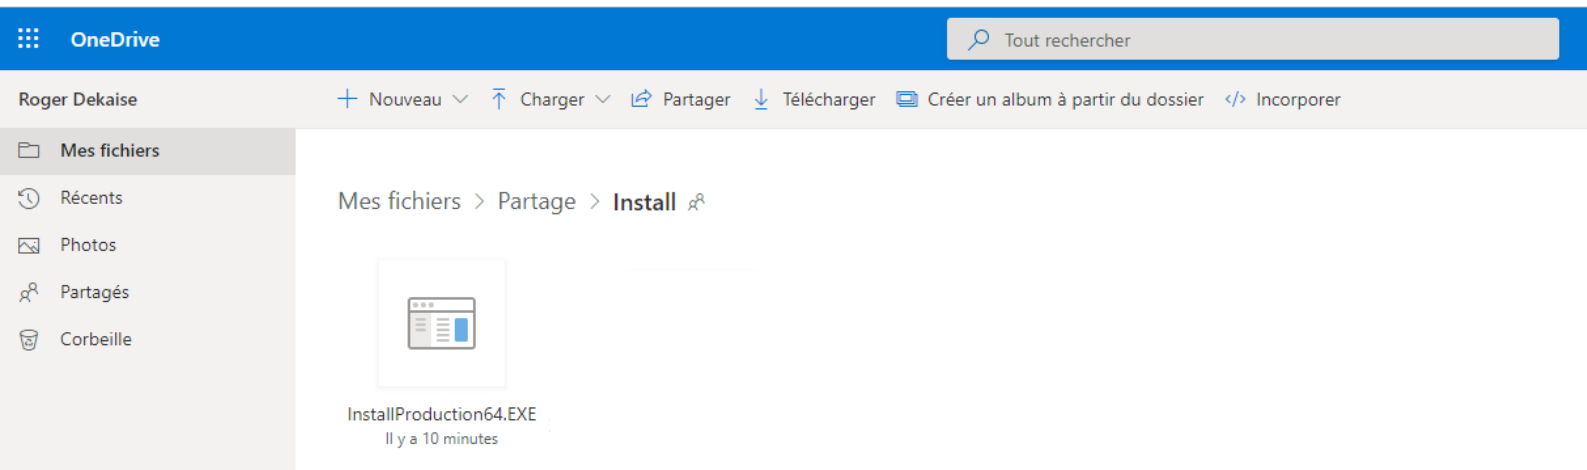 OneDrive
Tout rechercher
Roger Dekaise
Nouveau Charger Partager Télécharger Créer un album à partir du dossier </> Incorporer
Mes fichiers
Récents
Photos
Partagés
Corbeille
Mes fichiers > Partage > Install
InstallProduction64.EXE
Il y a 10 minutes